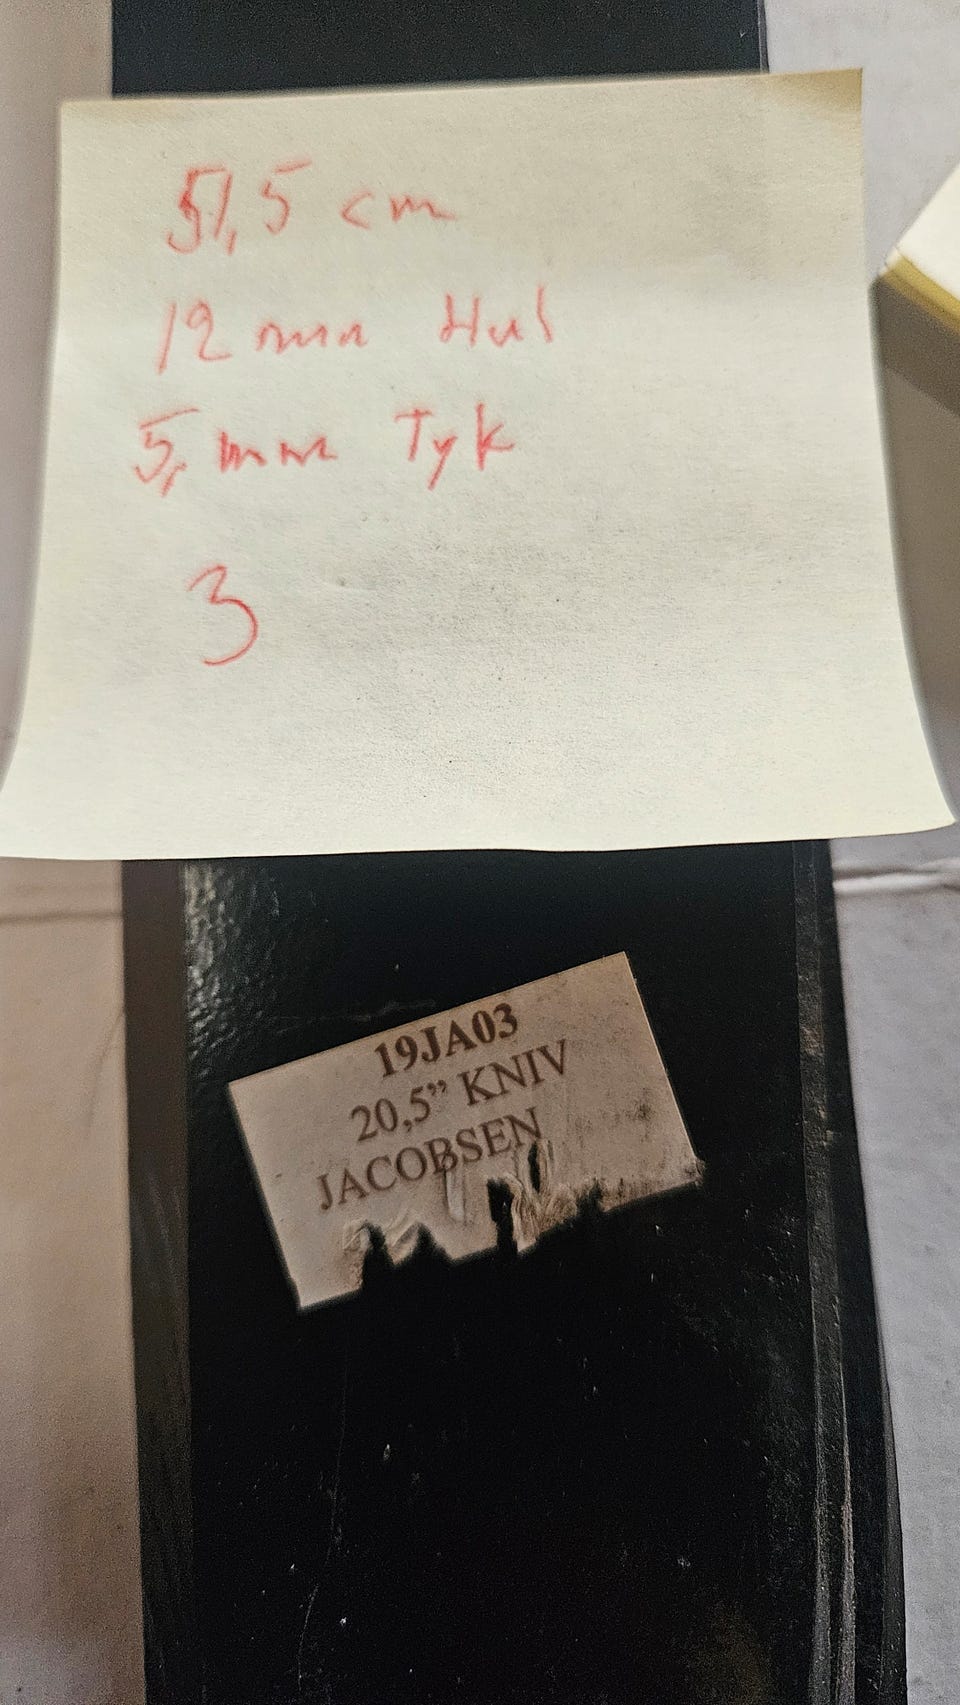 51,5 cm
12 mm Hul
5, mm Tyk
3
19JA03
20,5” KNIV
JACOBSEN